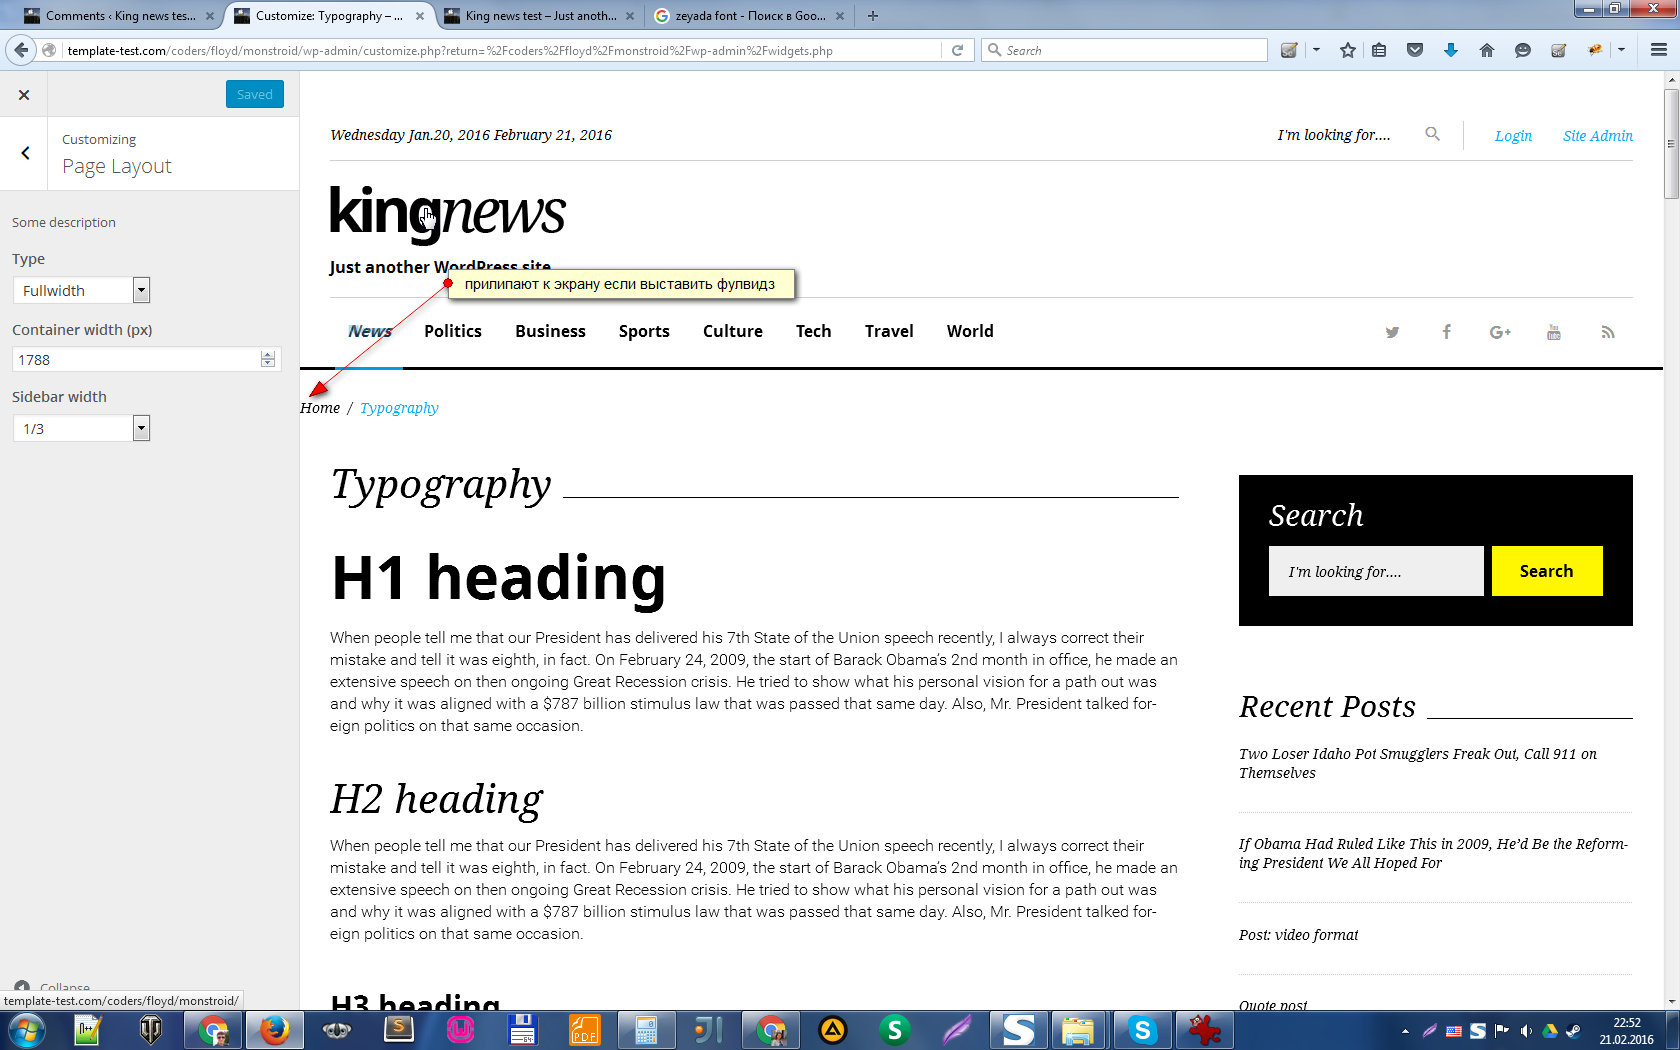 Comments ‹ King news tes...
Customize: Typography – ...
King news test – Just anoth...
zeyada font - Поиск в Goo...
template-test.com/coders/floyd/monstroid/wp-admin/customize.php?return=%2Fcoders%2Ffloyd%2Fmonstroid%2Fwp-admin%2Fwidgets.php
Search
Saved
Customizing
Page Layout
Some description
Type
Fullwidth
Container width (px)
1788
Sidebar width
1/3
Collapse
template-test.com/coders/floyd/monstroid/
Wednesday Jan.20, 2016 February 21, 2016
I'm looking for....
Login
Site Admin
kingnews
Just another WordPress site
прилипают к экрану если выставить фулвидз
News Politics Business Sports Culture Tech Travel World
Home / Typography
Typography
H1 heading
When people tell me that our President has delivered his 7th State of the Union speech recently, I always correct their
mistake and tell it was eighth, in fact. On February 24, 2009, the start of Barack Obama’s 2nd month in office, he made an
extensive speech on then ongoing Great Recession crisis. He tried to show what his personal vision for a path out was
and why it was aligned with a $787 billion stimulus law that was passed that same day. Also, Mr. President talked for-
eign politics on that same occasion.
H2 heading
When people tell me that our President has delivered his 7th State of the Union speech recently, I always correct their
mistake and tell it was eighth, in fact. On February 24, 2009, the start of Barack Obama’s 2nd month in office, he made an
extensive speech on then ongoing Great Recession crisis. He tried to show what his personal vision for a path out was
and why it was aligned with a $787 billion stimulus law that was passed that same day. Also, Mr. President talked for-
eign politics on that same occasion.
H3 heading
Search
I'm looking for....
Search
Recent Posts
Two Loser Idaho Pot Smugglers Freak Out, Call 911 on
Themselves
If Obama Had Ruled Like This in 2009, He’d Be the Reform-
ing President We All Hoped For
Post: video format
Quote post
22:52
21.02.2016